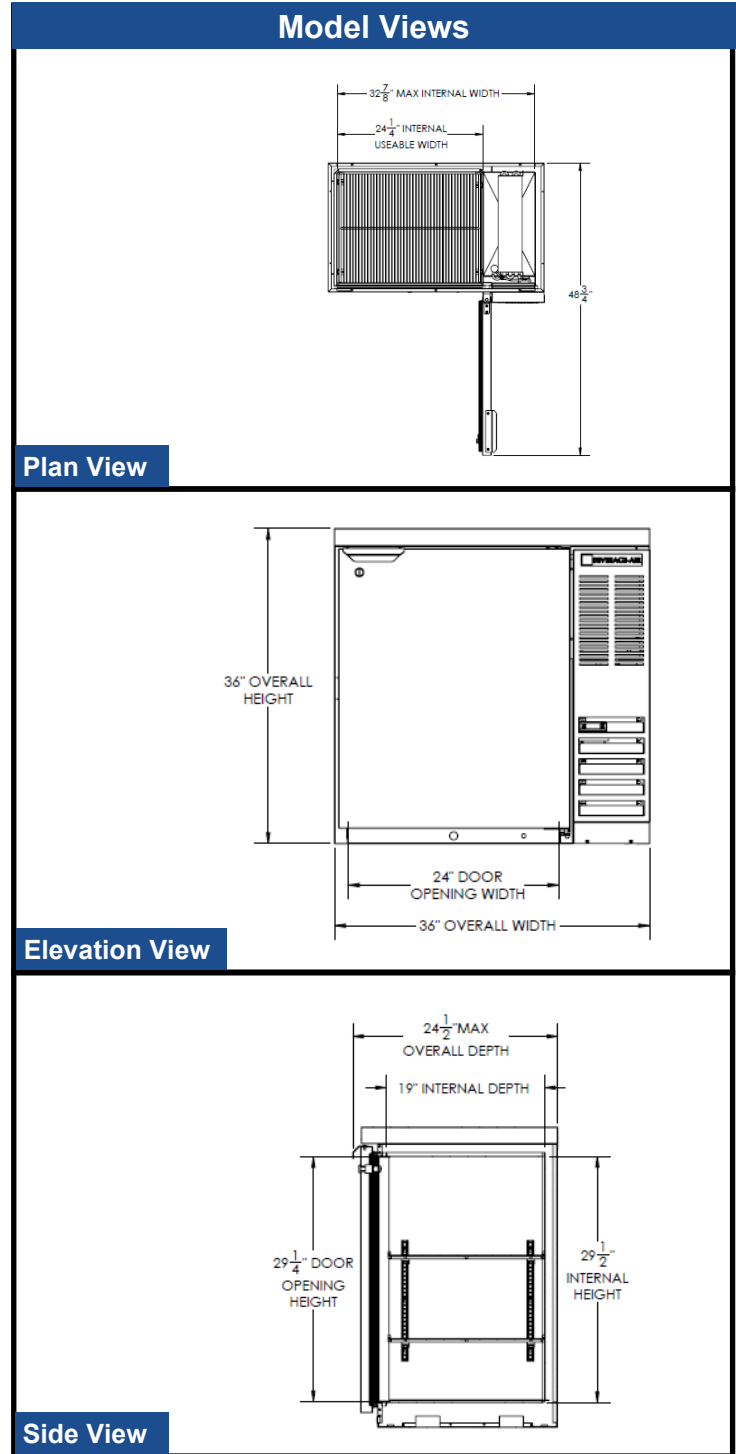 Model Views
32 7/8" MAX INTERNAL WIDTH
24 1/4" INTERNAL
USEABLE WIDTH
48 3/4"
Plan View
BEVERAGE-AIR
36" OVERALL
HEIGHT
24" DOOR
OPENING WIDTH
36" OVERALL WIDTH
Elevation View
24 1/2" MAX
OVERALL DEPTH
19" INTERNAL DEPTH
29 1/4" DOOR
OPENING
HEIGHT
29 1/2"
INTERNAL
HEIGHT
Side View